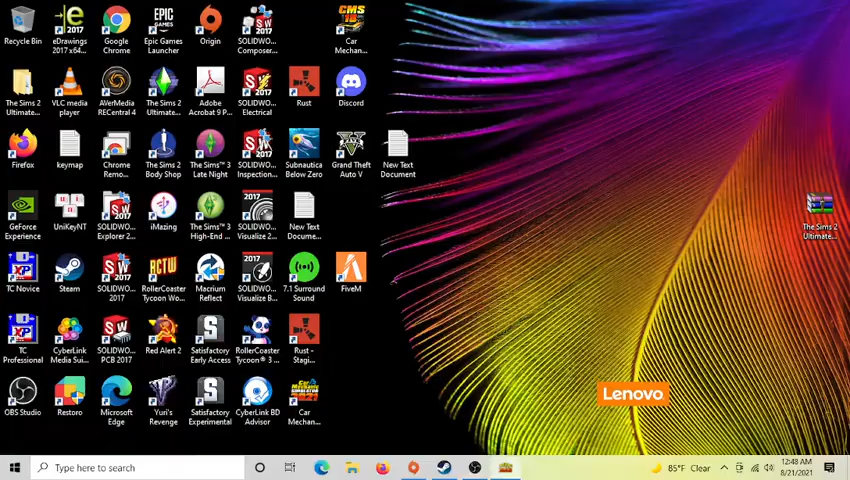 Recycle Bin
eDrawings
2017 x64...
Google
Chrome
Epic Games
Launcher
Origin
SOLIDWO...
Composer...
Car
Mechan...
The Sims 2
Ultimate...
VLC media
player
AVerMedia
RECentral 4
The Sims 2
Ultimate...
Adobe
Acrobat 9 P...
SOLIDWO...
Electrical
Rust
Discord
Firefox
keymap
Chrome
Remo...
The Sims 2
Body Shop
The Sims™ 3
Late Night
SOLIDWO...
Inspection...
Subnautica
Below Zero
Grand Theft
Auto V
New Text
Document
GeForce
Experience
UniKeyNT
SOLIDWO...
Explorer 2...
iMazing
The Sims™ 3
High-End ...
SOLIDWO...
Visualize 2...
New Text
Docume...
The Sims 2
Ultimate...
TC Novice
Steam
SOLIDWO...
2017
RollerCoaster
Tycoon Wo...
Macrium
Reflect
SOLIDWO...
Visualize B...
7.1 Surround
Sound
FiveM
TC
Professional
CyberLink
Media Sui...
SOLIDWO...
PCB 2017
Red Alert 2
Satisfactory
Early Access
RollerCoaster
Tycoon® 3 ...
Rust -
Stagi...
OBS Studio
Restoro
Microsoft
Edge
Yuri's
Revenge
Satisfactory
Experimental
CyberLink BD
Advisor
Car
Mechan...
Lenovo
Type here to search
85°F Clear
12:48 AM
8/21/2021